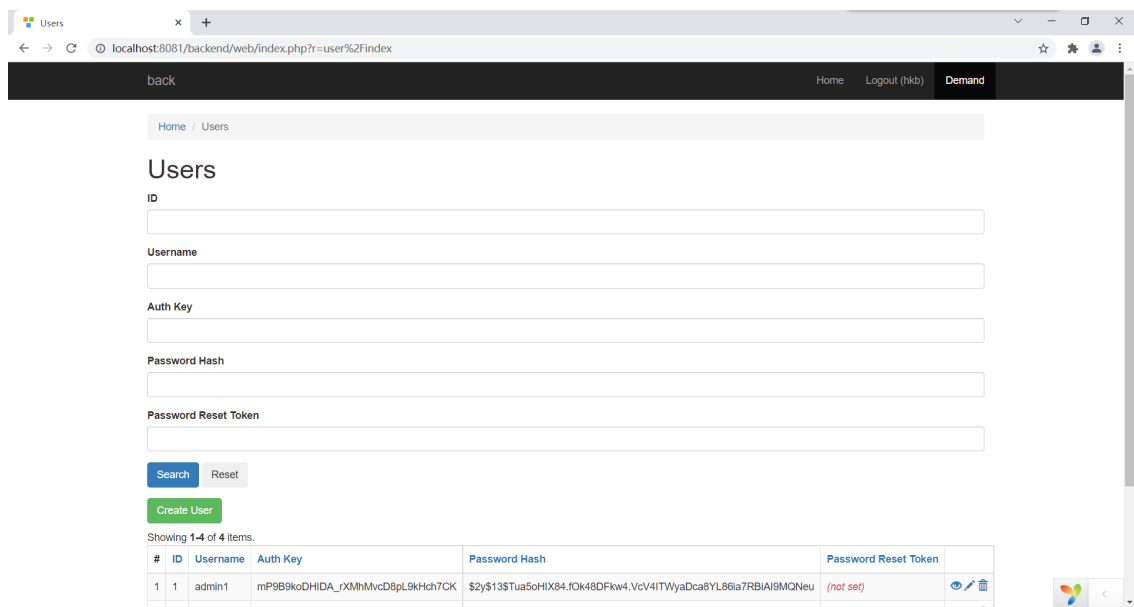 Users
localhost:8081/backend/web/index.php?r=user%2Findex
back Home Logout (hkb) Demand
Home / Users
Users
ID
Username
Auth Key
Password Hash
Password Reset Token
Search Reset
Create User
Showing 1-4 of 4 items.
# ID Username Auth Key Password Hash Password Reset Token
1 1 admin1 mP9B9koDHIDA_rXMhMvcD8pL9kHch7CK $2y$13$Tua5oHIX84.fOk48DFkw4.VcV4ITWyaDca8YL86ia7RBiAI9MQNeu (not set)